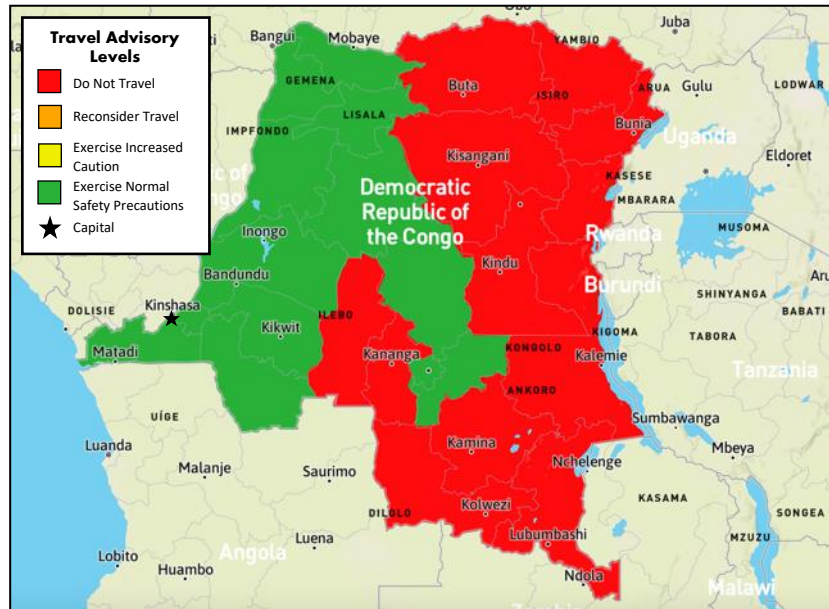 Travel Advisory
Levels
Do Not Travel
Reconsider Travel
Exercise Increased
Caution
Exercise Normal
Safety Precautions
Capital
Bangui
Mobaye
Juba
YAMBIO
GEMENA
Buta
ISIRO
ARUA
Gulu
LODWAR
LISALA
IMPFONDO
Bunia
Uganda
Kisangani
Eldoret
KASESE
MBARARA
Democratic
Republic of
the Congo
Inongo
Rwanda
MUSOMA
Bandundu
Kindu
Burundi
SHINYANGA
Kinshasa
DOLISIE
ILEBO
BABATI
KIGOMA
TABORA
Kikwit
KONGOLO
Matadi
Kananga
Kalemie
Tanzania
ANKORO
UÍGE
Sumbawanga
Luanda
Kamina
Mbeya
Malanje
Saurimo
Nchelenge
KASAMA
Kolwezi
DILOLO
SONGEA
Lubumbashi
Luena
MZUZU
Angola
Lobito
Huambo
Ndola
Malawi